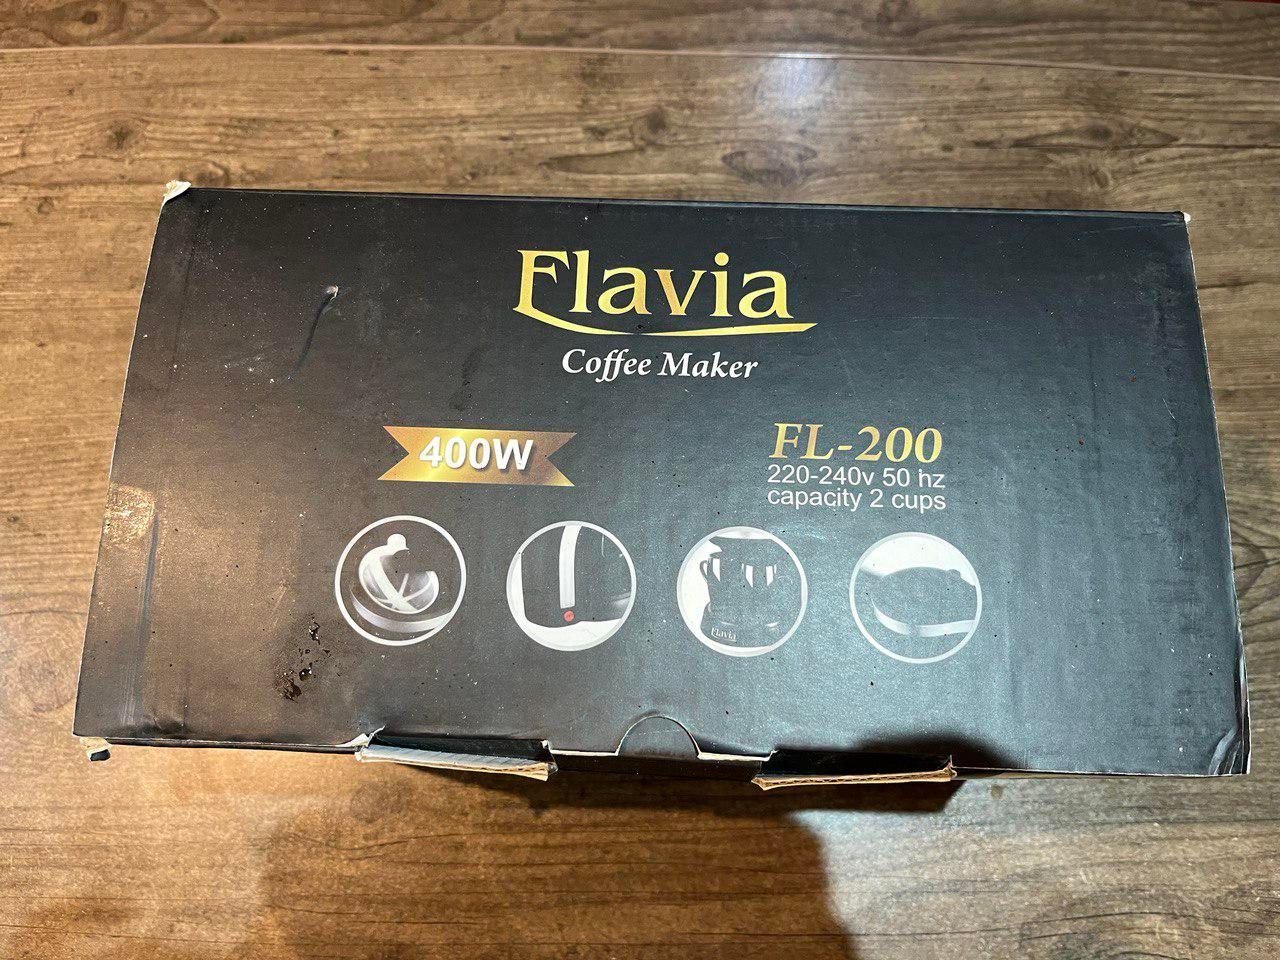 Flavia
Coffee Maker
400W
FL-200
220-240v 50 hz
capacity 2 cups
Flavia